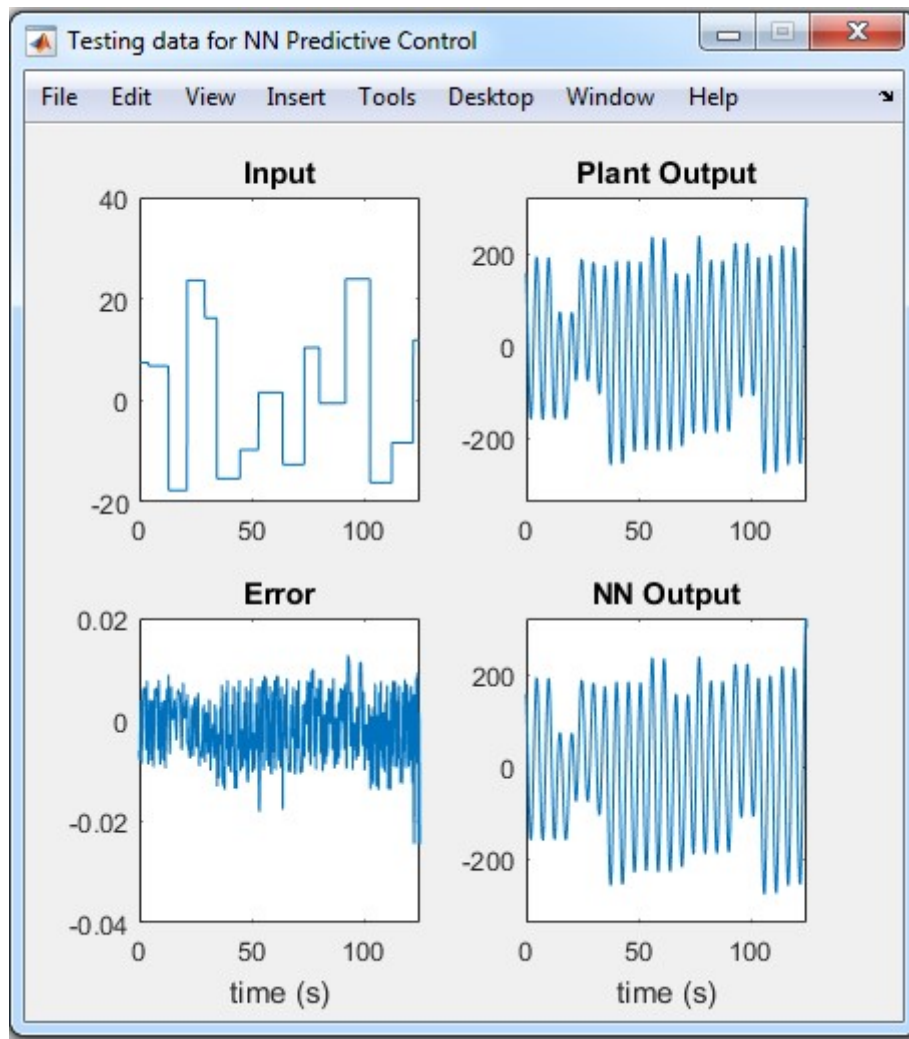 Testing data for NN Predictive Control
File Edit View Insert Tools Desktop Window Help
Input
40
20
0
-20
0 50 100
Plant Output
200
0
-200
0 50 100
Error
0.02
0
-0.02
-0.04
0 50 100
time (s)
NN Output
200
0
-200
0 50 100
time (s)